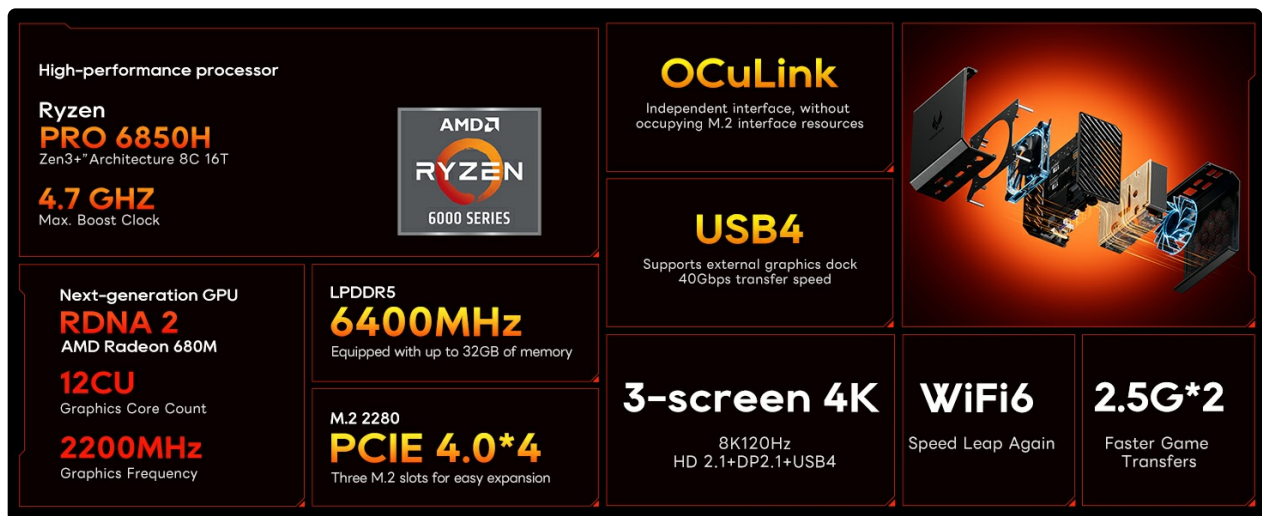 High-performance processor
Ryzen
PRO 6850H
Zen3+"Architecture 8C 16T
4.7 GHZ
Max. Boost Clock
AMD
RYZEN
6000 SERIES
OCuLink
Independent interface, without
occupying M.2 interface resources
USB4
Supports external graphics dock
40Gbps transfer speed
Next-generation GPU
RDNA 2
AMD Radeon 680M
12CU
Graphics Core Count
2200MHz
Graphics Frequency
LPDDR5
6400MHz
Equipped with up to 32GB of memory
M.2 2280
PCIE 4.0*4
Three M.2 slots for easy expansion
3-screen 4K
8K120Hz
HD 2.1+DP2.1+USB4
WiFi6
Speed Leap Again
2.5G*2
Faster Game
Transfers